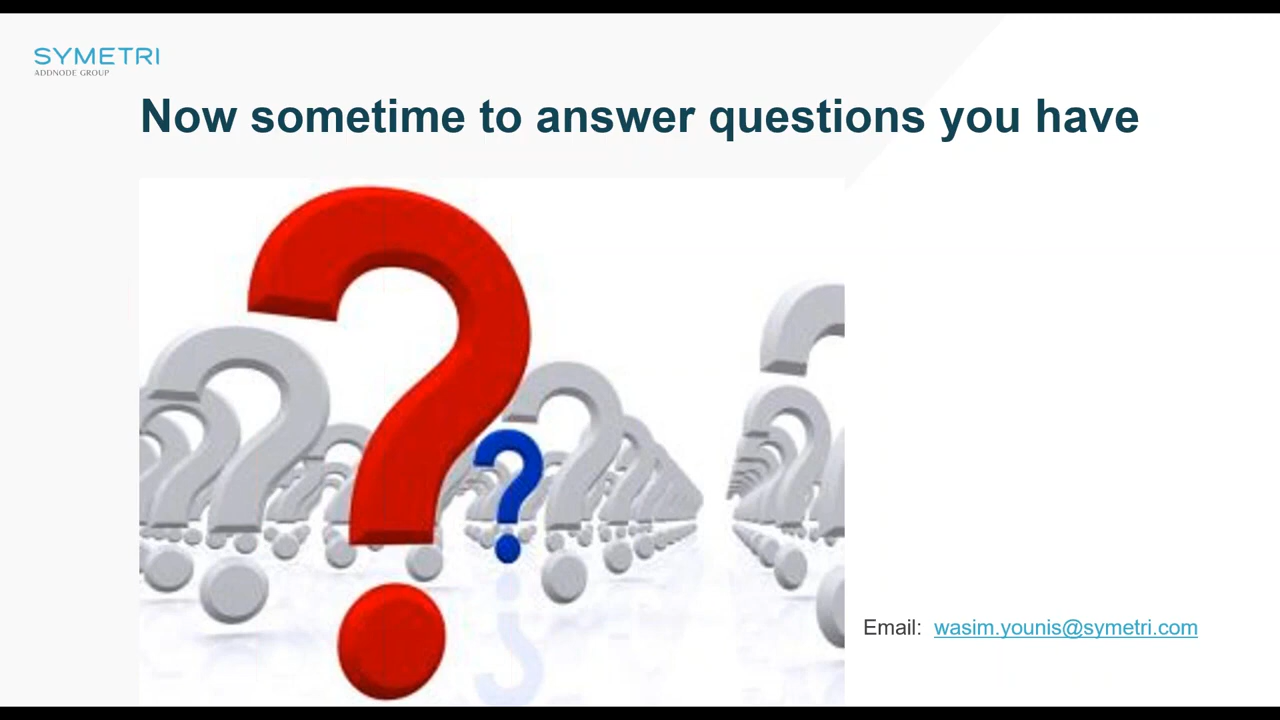 SYMETRI
ADDNODE GROUP
Now sometime to answer questions you have
Email: wasim.younis@symetri.com